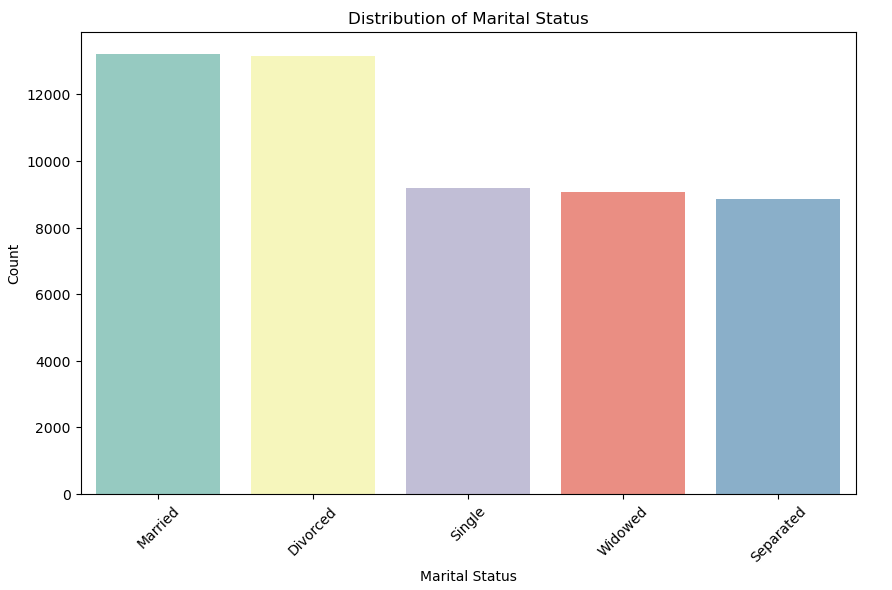 Distribution of Marital Status
Count
12000
10000
8000
6000
4000
2000
0
Married
Divorced
Single
Widowed
Separated
Marital Status